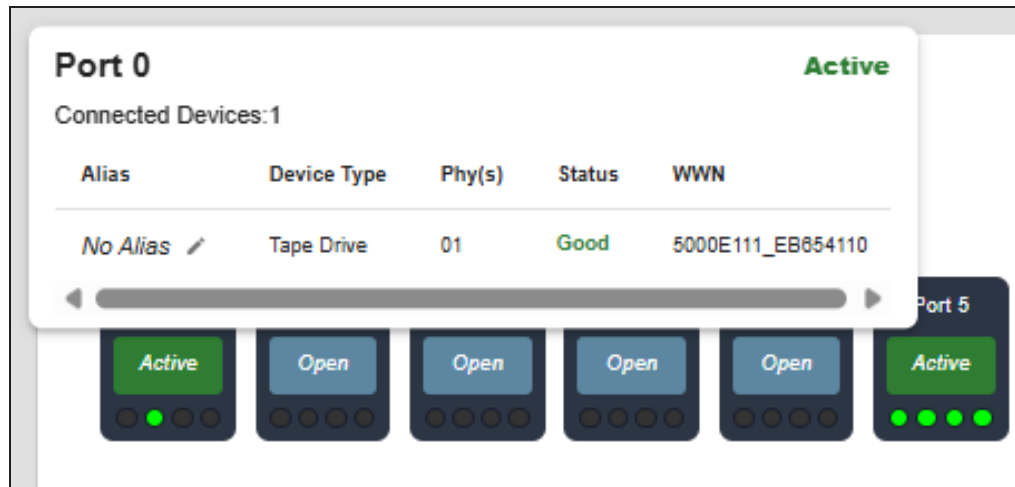 Port 0 Active
Connected Devices:1
Alias Device Type Phy(s) Status WWN
No Alias Tape Drive 01 Good 5000E111_EB654110
Port 5
Active Open Open Open Open Active